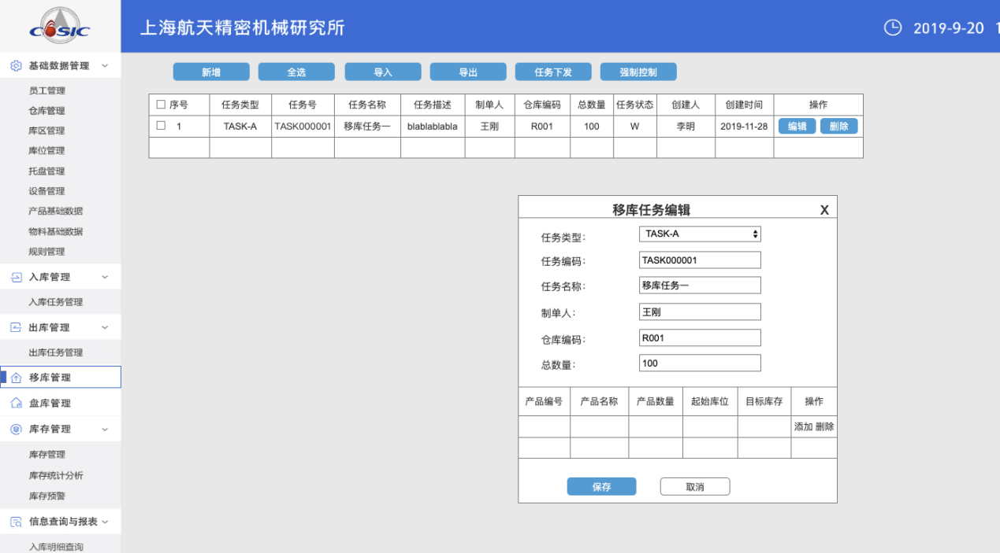 COSIC
上海航天精密机械研究所
2019-9-20 1
基础数据管理
员工管理
仓库管理
库区管理
库位管理
托盘管理
设备管理
产品基础数据
物料基础数据
规则管理
入库管理
入库任务管理
出库管理
出库任务管理
移库管理
盘库管理
库存管理
库存管理
库存统计分析
库存预警
信息查询与报表
入库明细查询
新增 全选 导入 导出 任务下发 强制控制
序号 任务类型 任务号 任务名称 任务描述 制单人 仓库编码 总数量 任务状态 创建人 创建时间 操作
1 TASK-A TASK000001 移库任务一 blablablabla 王刚 R001 100 W 李明 2019-11-28 编辑 删除
移库任务编辑 X
任务类型: TASK-A
任务编码: TASK000001
任务名称: 移库任务一
制单人: 王刚
仓库编码: R001
总数量: 100
产品编号 产品名称 产品数量 起始库位 目标库存 操作
添加 删除
保存 取消